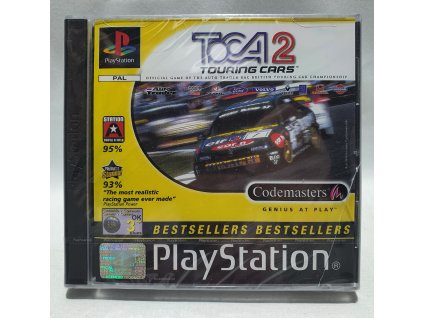 PlayStation
PAL
TOCA 2
TOURING CARS
OFFICIAL GAME OF THE AUTO TRADER RAC BRITISH TOURING CAR CHAMPIONSHIP
STATION
95%
93%
"The most realistic
racing game ever made"
PlayStation Power
Codemasters
GENIUS AT PLAY
BESTSELLERS BESTSELLERS
PlayStation